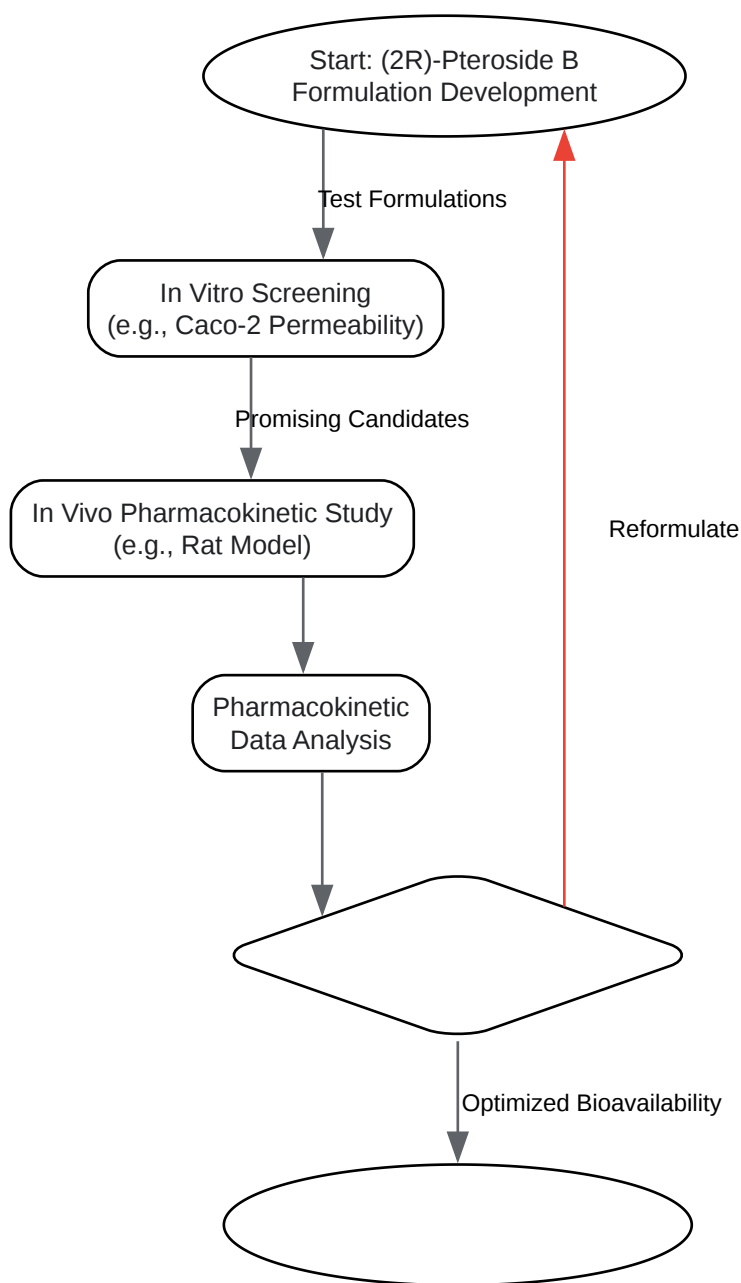 Start: (2R)-Pteroside B
Formulation Development
Test Formulations
In Vitro Screening
(e.g., Caco-2 Permeability)
Promising Candidates
In Vivo Pharmacokinetic Study
(e.g., Rat Model)
Reformulate
Pharmacokinetic
Data Analysis
Optimized Bioavailability